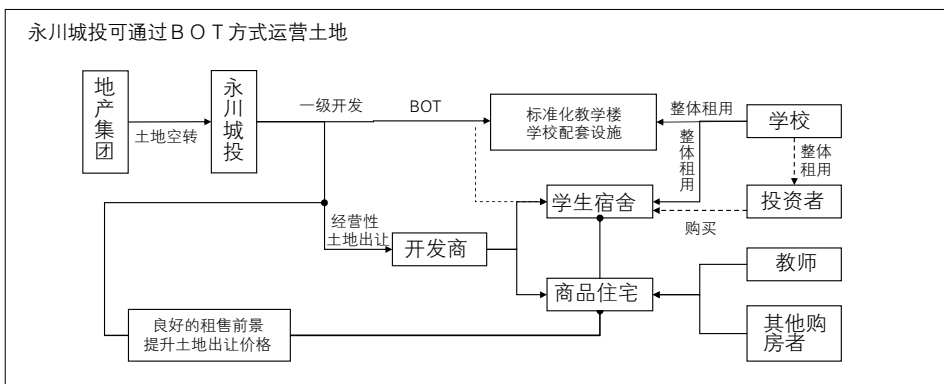 永川城投可通过BOT方式运营土地
地产集团
土地空转
永川城投
一级开发
BOT
标准化教学楼
学校配套设施
整体租用
学校
整体租用
整体
租用
学生宿舍
投资者
购买
经营性
土地出让
开发商
教师
商品住宅
良好的租售前景
提升土地出让价格
其他购
房者